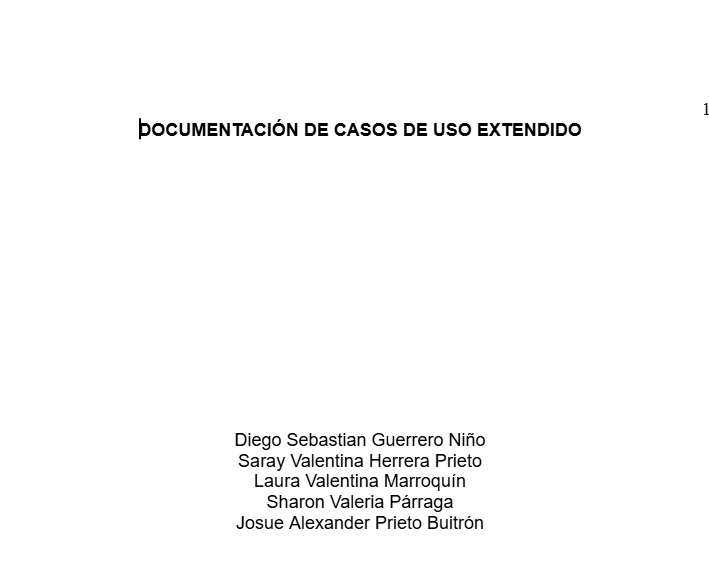 1
DOCUMENTACIÓN DE CASOS DE USO EXTENDIDO
Diego Sebastian Guerrero Niño
Saray Valentina Herrera Prieto
Laura Valentina Marroquín
Sharon Valeria Párraga
Josue Alexander Prieto Buitrón